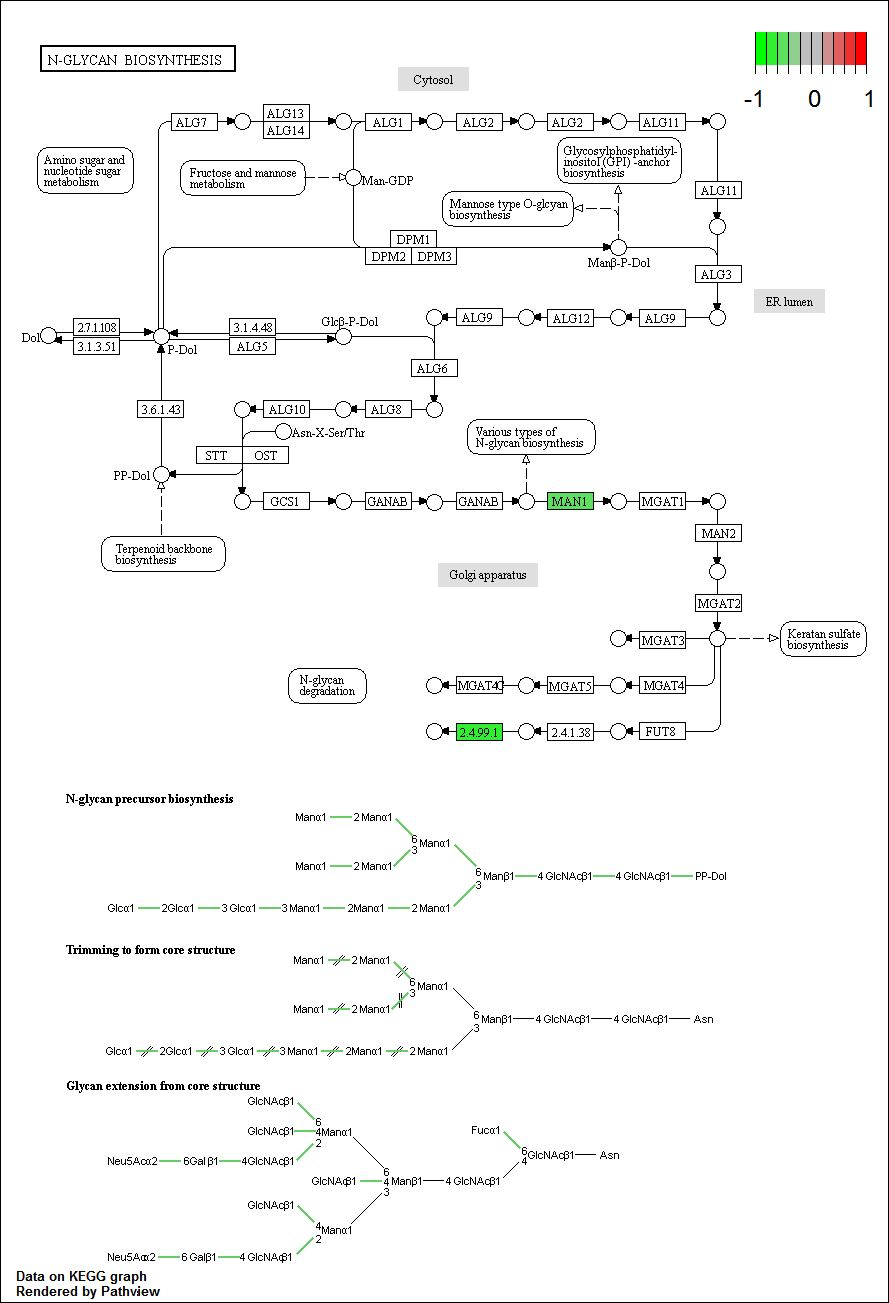 N-GLYCAN BIOSYNTHESIS
-1 0 1
Cytosol
ALG7
ALG13
ALG14
ALG1
ALG2
ALG2
ALG11
Amino sugar and
nucleotide sugar
metabolism
Fructose and mannose
metabolism
Man-GDP
Glycosylphosphatidyl-
inositol (GPI) -anchor
biosynthesis
Mannose type O-glcyan
biosynthesis
ALG11
DPM1
DPM2
DPM3
Manβ-P-Dol
ALG3
ER lumen
Dol
2.7.1.108
3.1.3.51
P-Dol
3.1.4.48
ALG5
Glcβ-P-Dol
ALG9
ALG12
ALG9
ALG6
3.6.1.43
ALG10
ALG8
Asn-X-Ser/Thr
STT
OST
PP-Dol
Various types of
N-glycan biosynthesis
GCS1
GANAB
GANAB
MAN1
MGAT1
Terpenoid backbone
biosynthesis
MAN2
Golgi apparatus
MGAT2
MGAT3
Keratan sulfate
biosynthesis
N-glycan
degradation
MGAT4C
MGAT5
MGAT4
2.4.99.1
2.4.1.38
FUT8
N-glycan precursor biosynthesis
Manα1 2 Manα1
6
3 Manα1
Manα1 2 Manα1
6
3 Manβ1 4 GlcNAcβ1 4 GlcNAcβ1 PP-Dol
Glcα1 2Glcα1 3 Glcα1 3 Manα1 2Manα1 2 Manα1
Trimming to form core structure
Manα1 2 Manα1
6
3 Manα1
Manα1 2 Manα1
6
3 Manβ1 4 GlcNAcβ1 4 GlcNAcβ1 Asn
Glcα1 2Glcα1 3 Glcα1 3 Manα1 2Manα1 2 Manα1
Glycan extension from core structure
GlcNAcβ1
6
GlcNAcβ1 4Manα1
2
Fucα1
6
4 GlcNAcβ1 Asn
Neu5Acα2 6Galβ1 4GlcNAcβ1
6
GlcNAcβ1 4 Manβ1 4 GlcNAcβ1
3
GlcNAcβ1
4
2 Manα1
Neu5Acα2 6 Galβ1 4 GlcNAcβ1
Data on KEGG graph
Rendered by Pathview